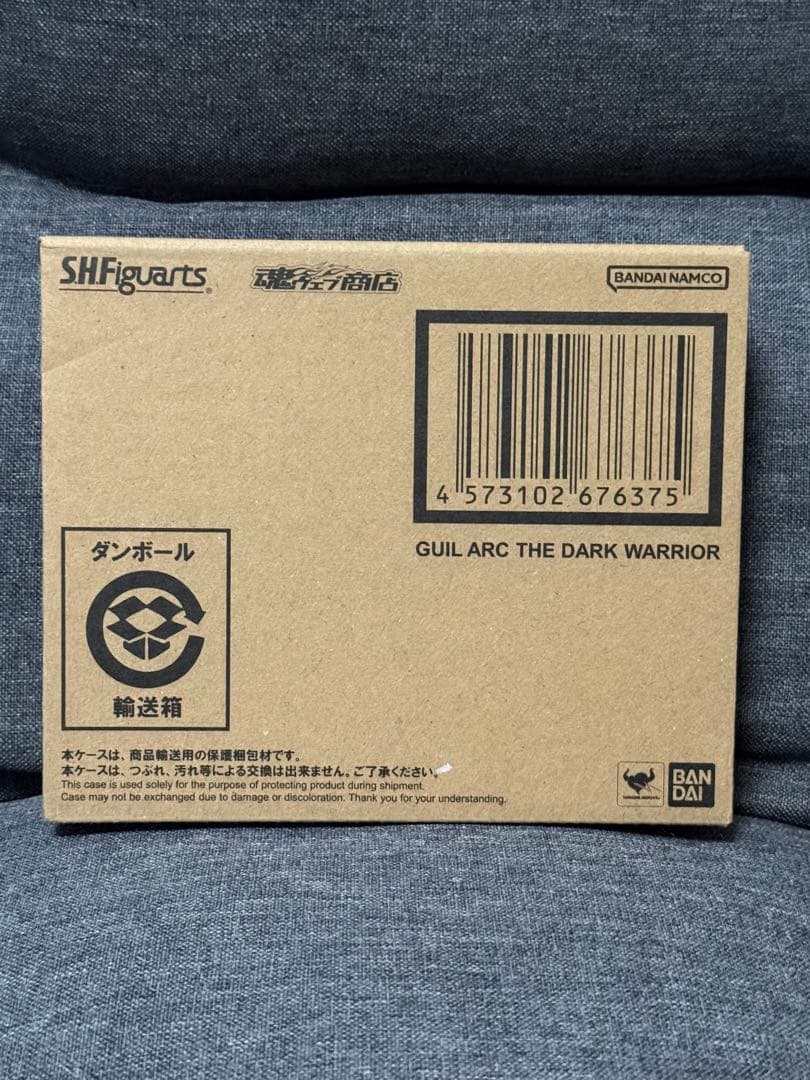 S.H.Figuarts®
魂ウェブ商店
BANDAI NAMCO
4 573102 676375
GUIL ARC THE DARK WARRIOR
ダンボール
輸送箱
本ケースは、商品輸送用の保護梱包材です。
本ケースは、つぶれ、汚れ等による交換は出来ません。ご了承ください。
This case is used solely for the purpose of protecting product during shipment.
Case may not be exchanged due to damage or discoloration. Thank you for your understanding.
BAN
DAI